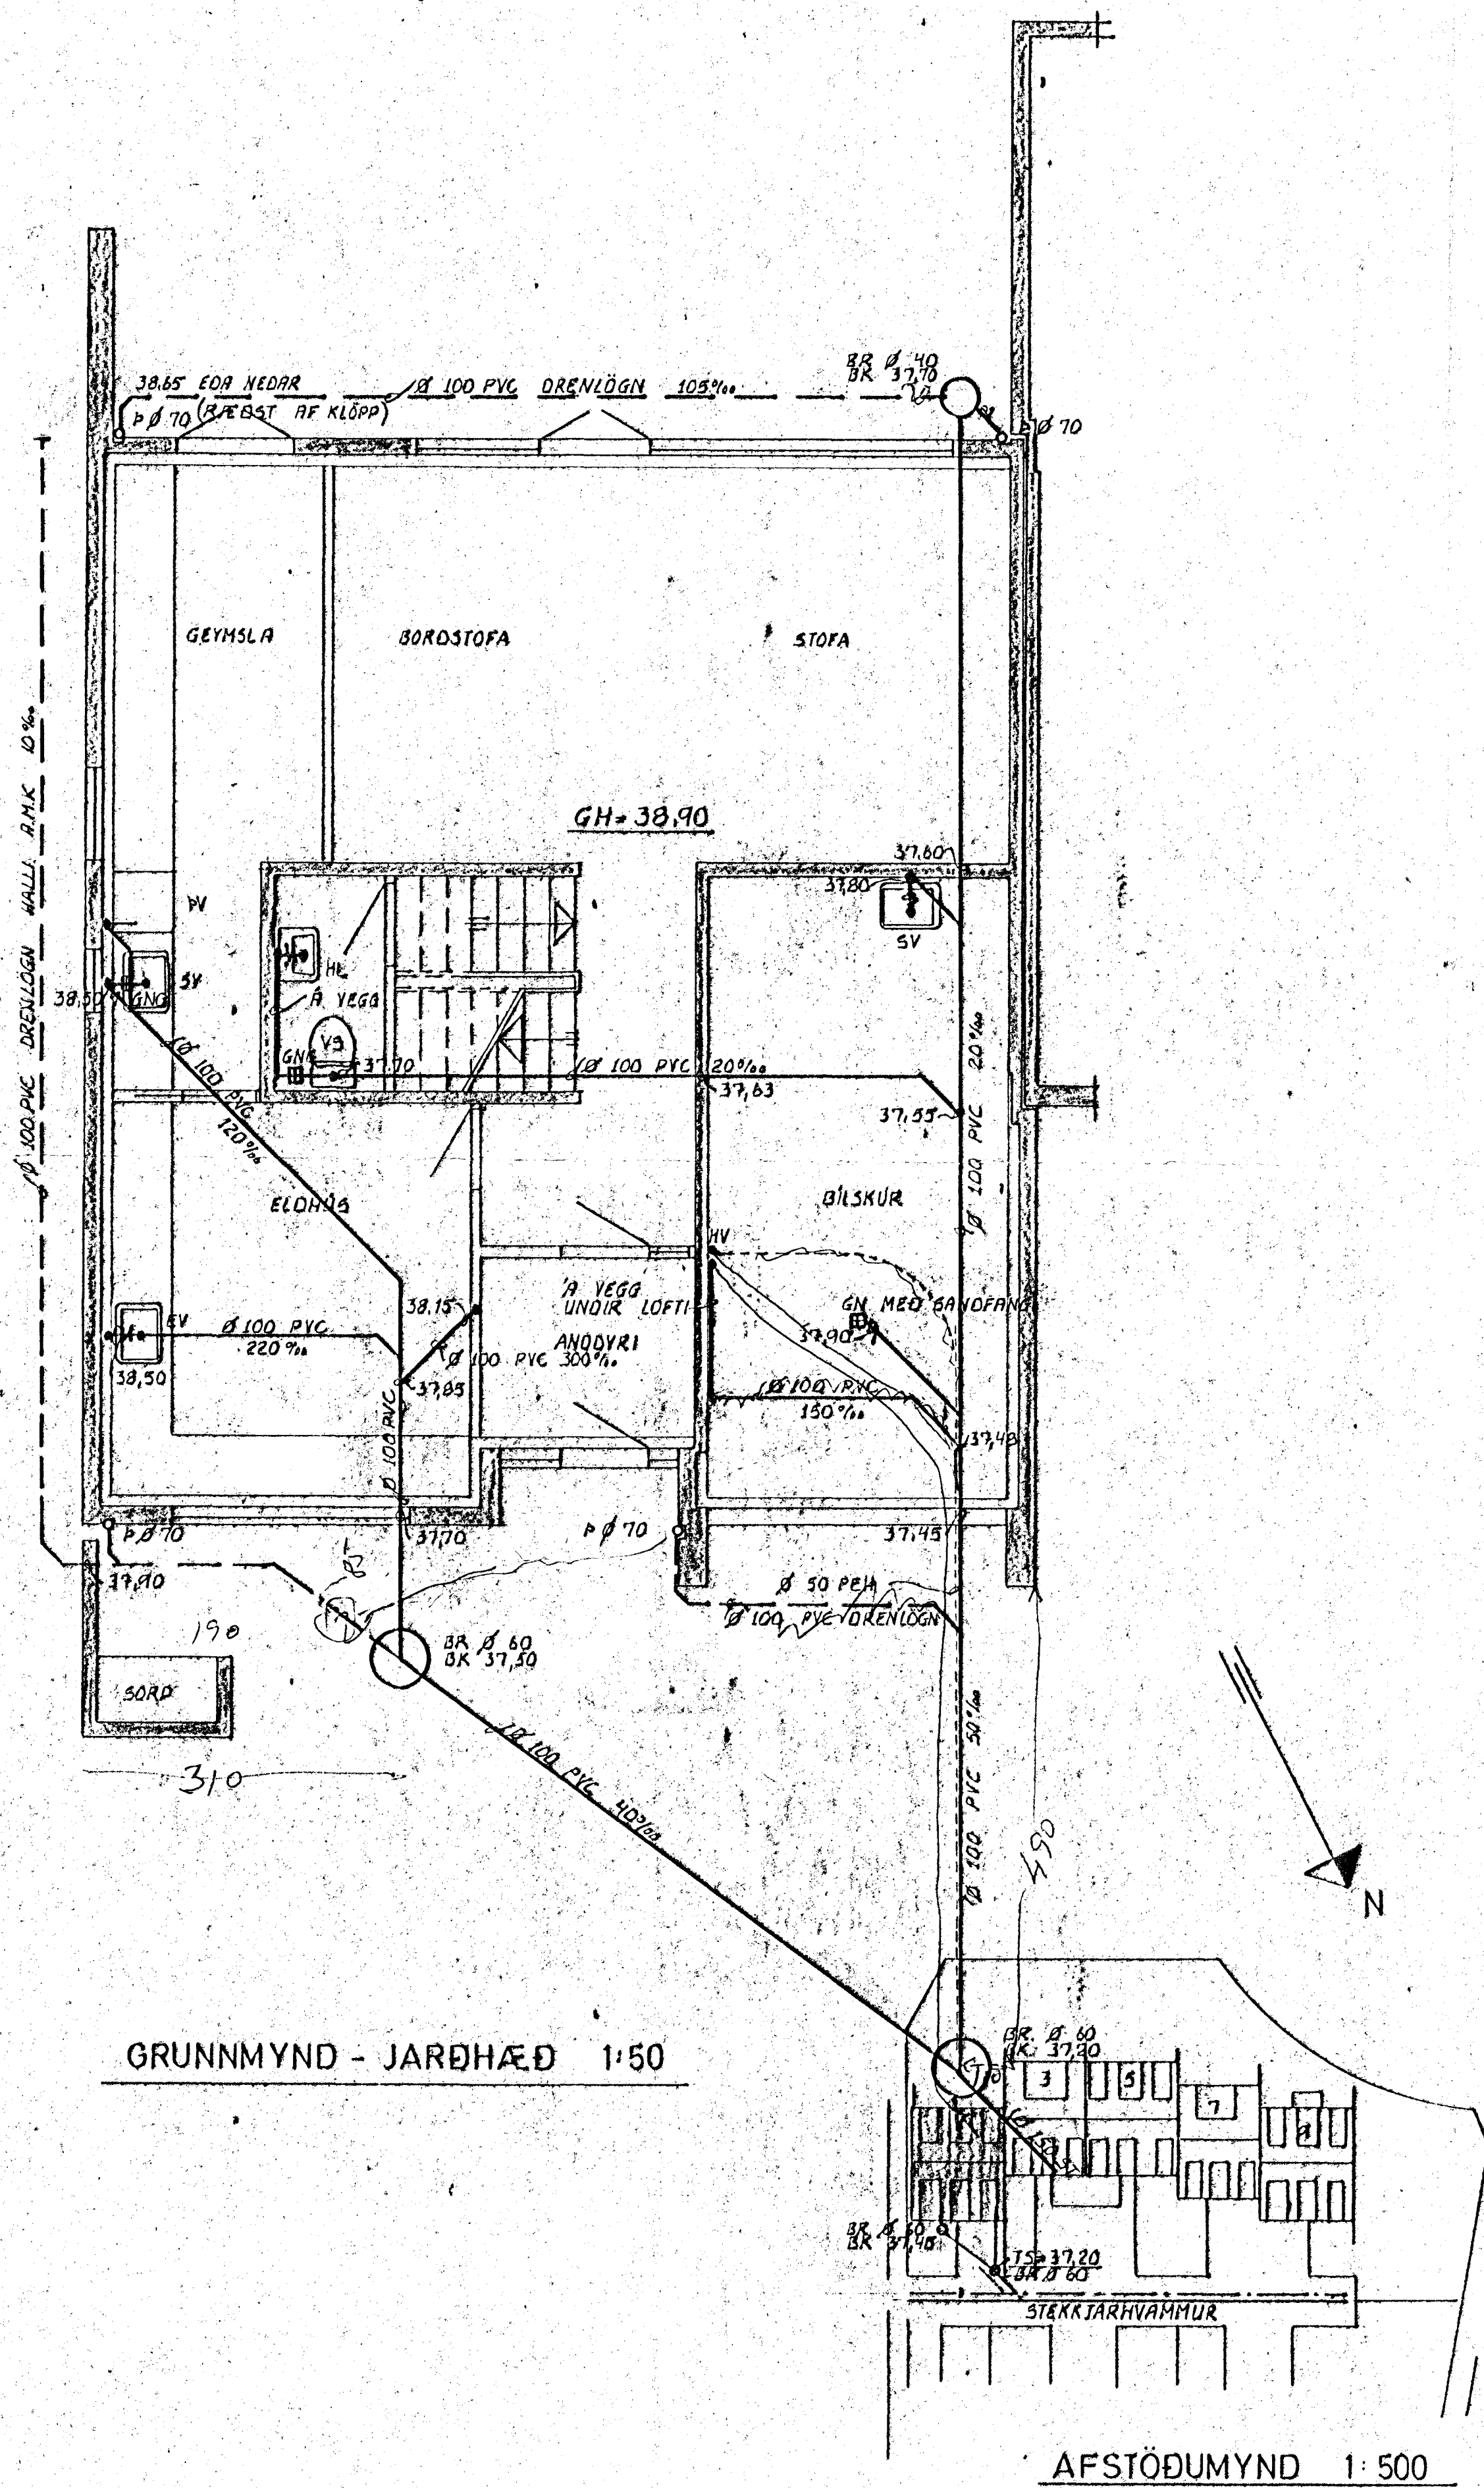 BR Ø 40
BK 37,70
38,65 EÐA NEÐAR
Ø 100 PVC DRENLÖGN 105‰
(RÆÐST AF KLÖPP)
Þ Ø 70
Þ Ø 70
GEYMSLA
BORÐSTOFA
STOFA
Ø 100 PVC DRENLÖGN HALLI A.M.K 10‰
GH= 38,90
37,60
37,80
SV
ÞV
SV
38,50
GNG
HL
Á VEGG
VS
GNG
37,70
Ø 100 PVC 20‰
37,63
37,55
Ø 100 PVC 20‰
Ø 100 PVC
120‰
ELDHÚS
BÍLSKÚR
HV
Á VEGG
UNDIR LOFTI
GN MEÐ SANDFANG
37,90
38,15
EV
Ø 100 PVC
220‰
38,50
ANDDYRI
Ø 100 PVC 300‰
37,85
Ø 100 PVC
Ø 100 PVC
150‰
37,48
Þ Ø 70
37,70
Þ Ø 70
37,45
37,90
Ø 50 PEH
Ø 100 PVC DRENLÖGN
190
BR Ø 60
BK 37,50
SORP
310
Ø 100 PVC 40‰
Ø 100 PVC 50‰
490
N
GRUNNMYND - JARÐHÆÐ 1:50
BR. Ø 60
BK. 37,20
3
5
7
9
BR Ø 60
BK 37,40
TS=37,20
BR Ø 60
STEKKJARHVAMMUR
AFSTÖÐUMYND 1:500